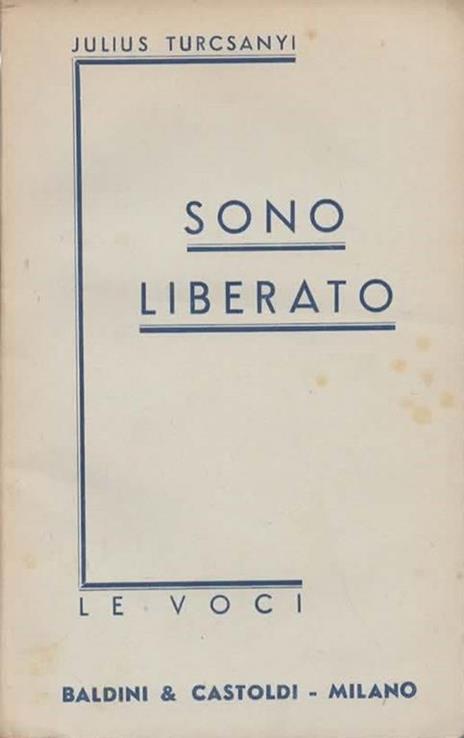 JULIUS TURCSANYI
SONO
LIBERATO
LE VOCI
BALDINI & CASTOLDI - MILANO